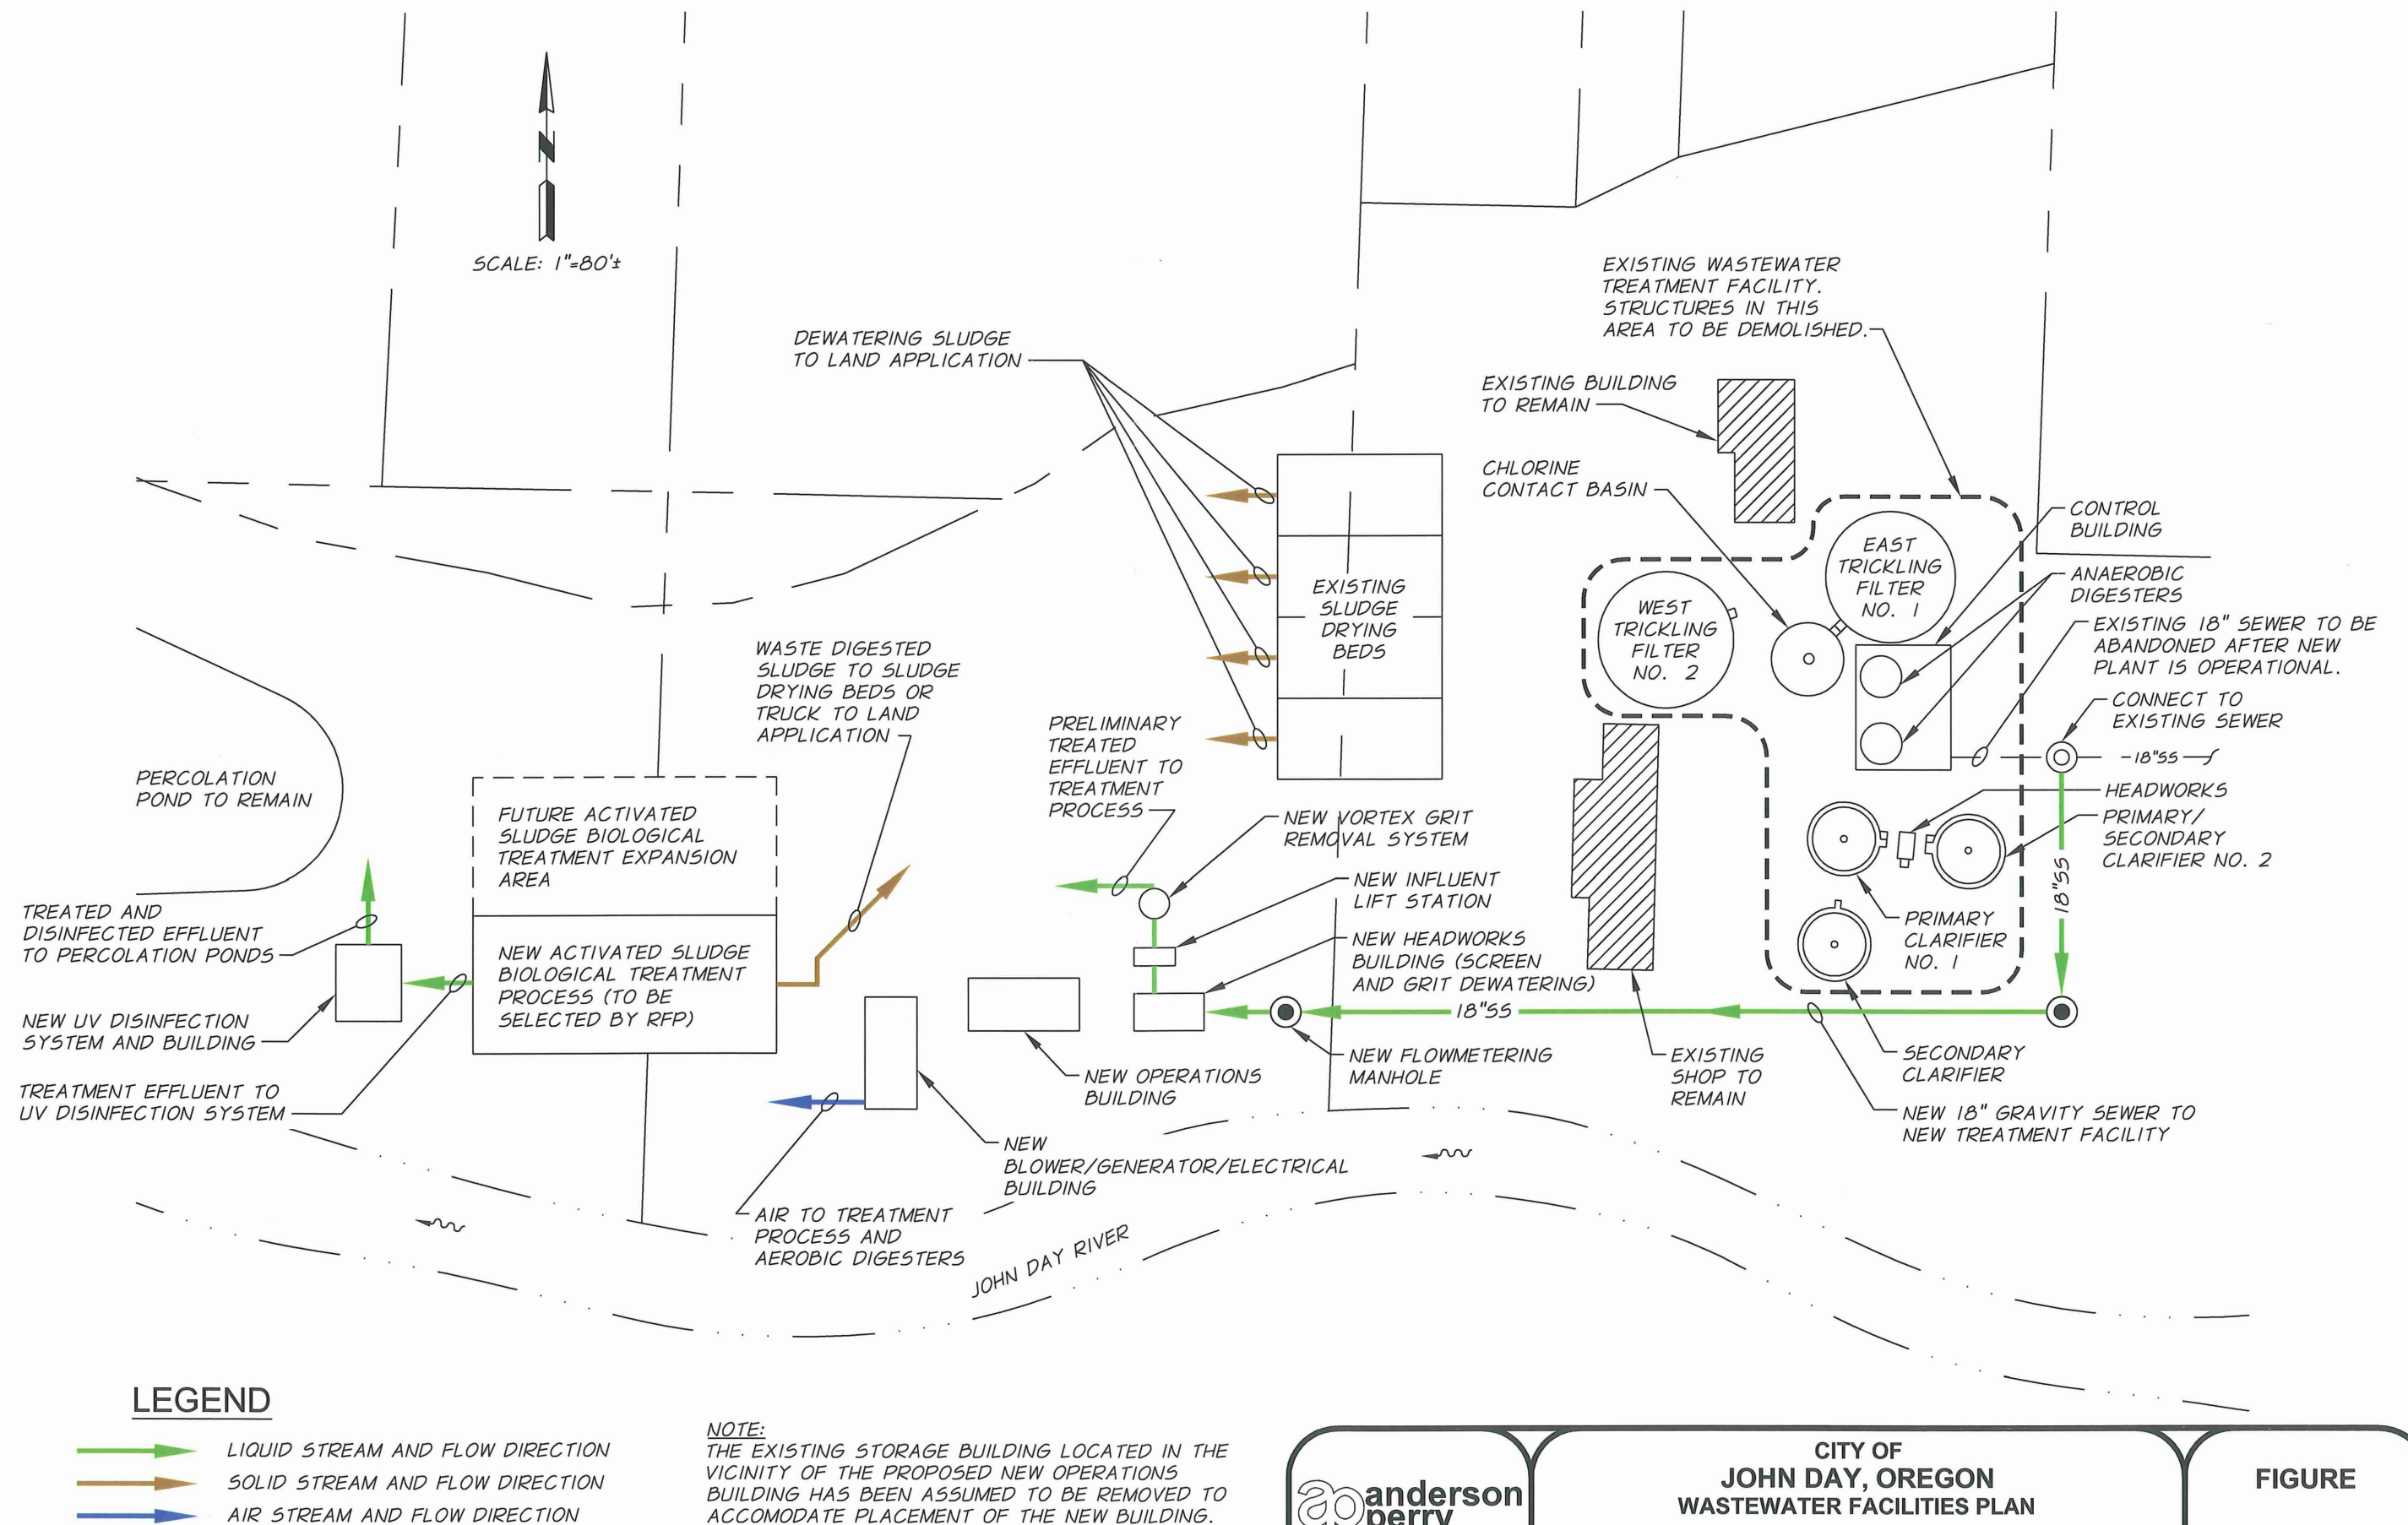 N
SCALE: 1"=80'±
EXISTING WASTEWATER
TREATMENT FACILITY.
STRUCTURES IN THIS
AREA TO BE DEMOLISHED.
DEWATERING SLUDGE
TO LAND APPLICATION
EXISTING BUILDING
TO REMAIN
CHLORINE
CONTACT BASIN
CONTROL
BUILDING
EAST
TRICKLING
FILTER
NO. 1
ANAEROBIC
DIGESTERS
EXISTING
SLUDGE
DRYING
BEDS
WEST
TRICKLING
FILTER
NO. 2
EXISTING 18" SEWER TO BE
ABANDONED AFTER NEW
PLANT IS OPERATIONAL.
WASTE DIGESTED
SLUDGE TO SLUDGE
DRYING BEDS OR
TRUCK TO LAND
APPLICATION
CONNECT TO
EXISTING SEWER
18"SS
PRELIMINARY
TREATED
EFFLUENT TO
TREATMENT
PROCESS
PERCOLATION
POND TO REMAIN
HEADWORKS
FUTURE ACTIVATED
SLUDGE BIOLOGICAL
TREATMENT EXPANSION
AREA
NEW VORTEX GRIT
REMOVAL SYSTEM
PRIMARY/
SECONDARY
CLARIFIER NO. 2
18"SS
NEW INFLUENT
LIFT STATION
TREATED AND
DISINFECTED EFFLUENT
TO PERCOLATION PONDS
PRIMARY
CLARIFIER
NO. 1
NEW ACTIVATED SLUDGE
BIOLOGICAL TREATMENT
PROCESS (TO BE
SELECTED BY RFP)
NEW HEADWORKS
BUILDING (SCREEN
AND GRIT DEWATERING)
18"SS
NEW UV DISINFECTION
SYSTEM AND BUILDING
NEW FLOWMETERING
MANHOLE
EXISTING
SHOP TO
REMAIN
SECONDARY
CLARIFIER
NEW OPERATIONS
BUILDING
TREATMENT EFFLUENT TO
UV DISINFECTION SYSTEM
NEW 18" GRAVITY SEWER TO
NEW TREATMENT FACILITY
NEW
BLOWER/GENERATOR/ELECTRICAL
BUILDING
AIR TO TREATMENT
PROCESS AND
AEROBIC DIGESTERS
JOHN DAY RIVER
LEGEND
LIQUID STREAM AND FLOW DIRECTION
SOLID STREAM AND FLOW DIRECTION
AIR STREAM AND FLOW DIRECTION
NOTE:
THE EXISTING STORAGE BUILDING LOCATED IN THE
VICINITY OF THE PROPOSED NEW OPERATIONS
BUILDING HAS BEEN ASSUMED TO BE REMOVED TO
ACCOMODATE PLACEMENT OF THE NEW BUILDING.
ap anderson
perry
CITY OF
JOHN DAY, OREGON
WASTEWATER FACILITIES PLAN
FIGURE